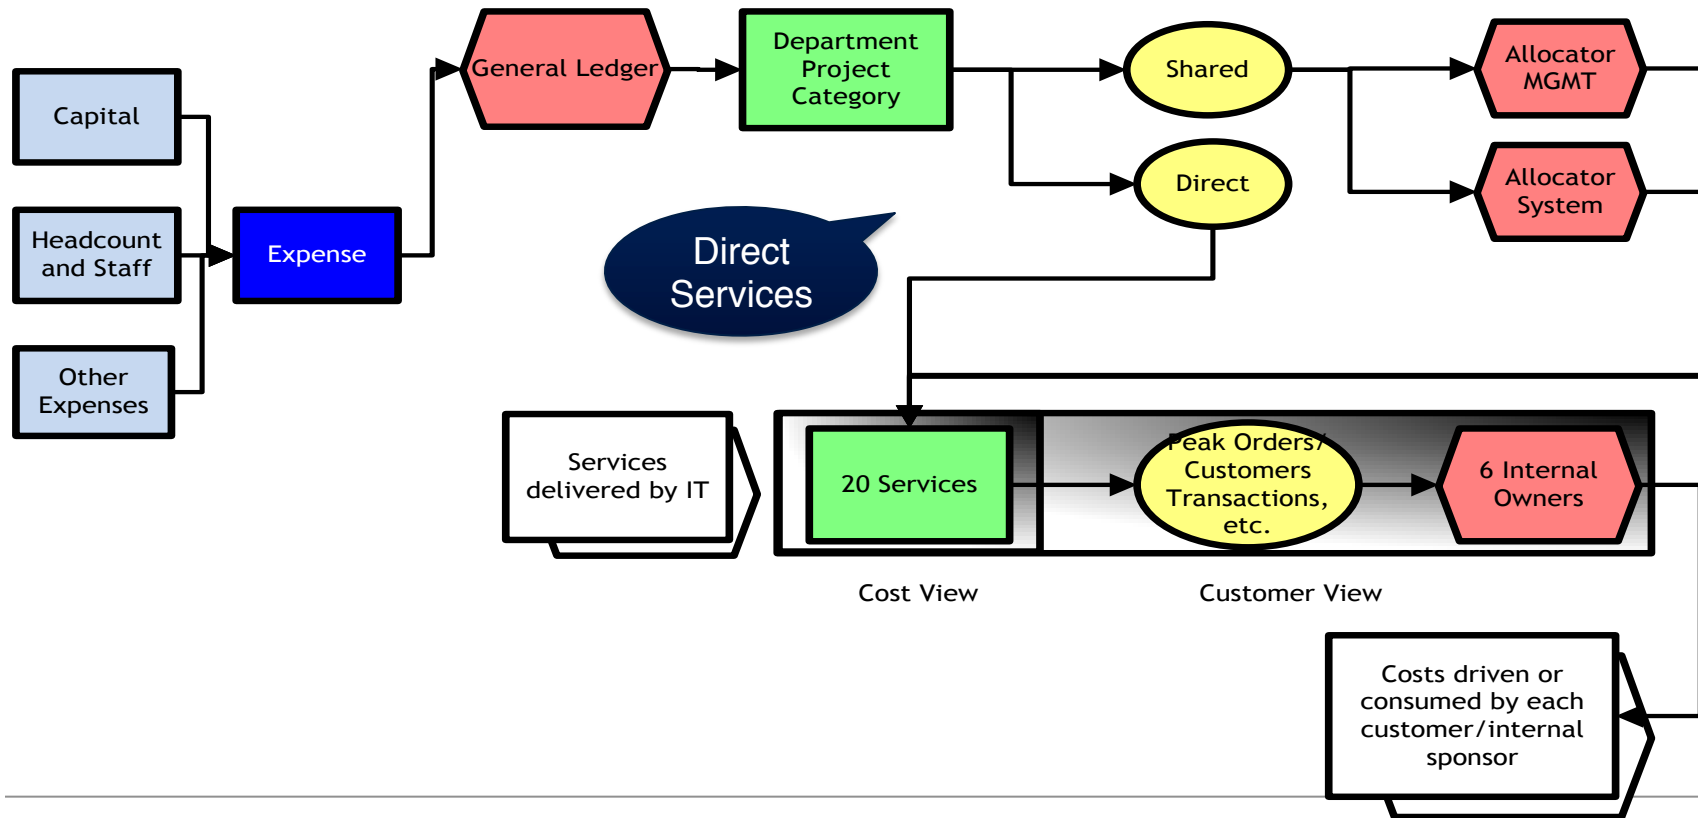 Capital
Headcount
and Staff
Other
Expenses
Expense
General Ledger
Department
Project
Category
Shared
Direct
Allocator
MGMT
Allocator
System
Direct
Services
Services
delivered by IT
20 Services
Peak Orders/
Customers
Transactions,
etc.
6 Internal
Owners
Cost View
Customer View
Costs driven or
consumed by each
customer/internal
sponsor